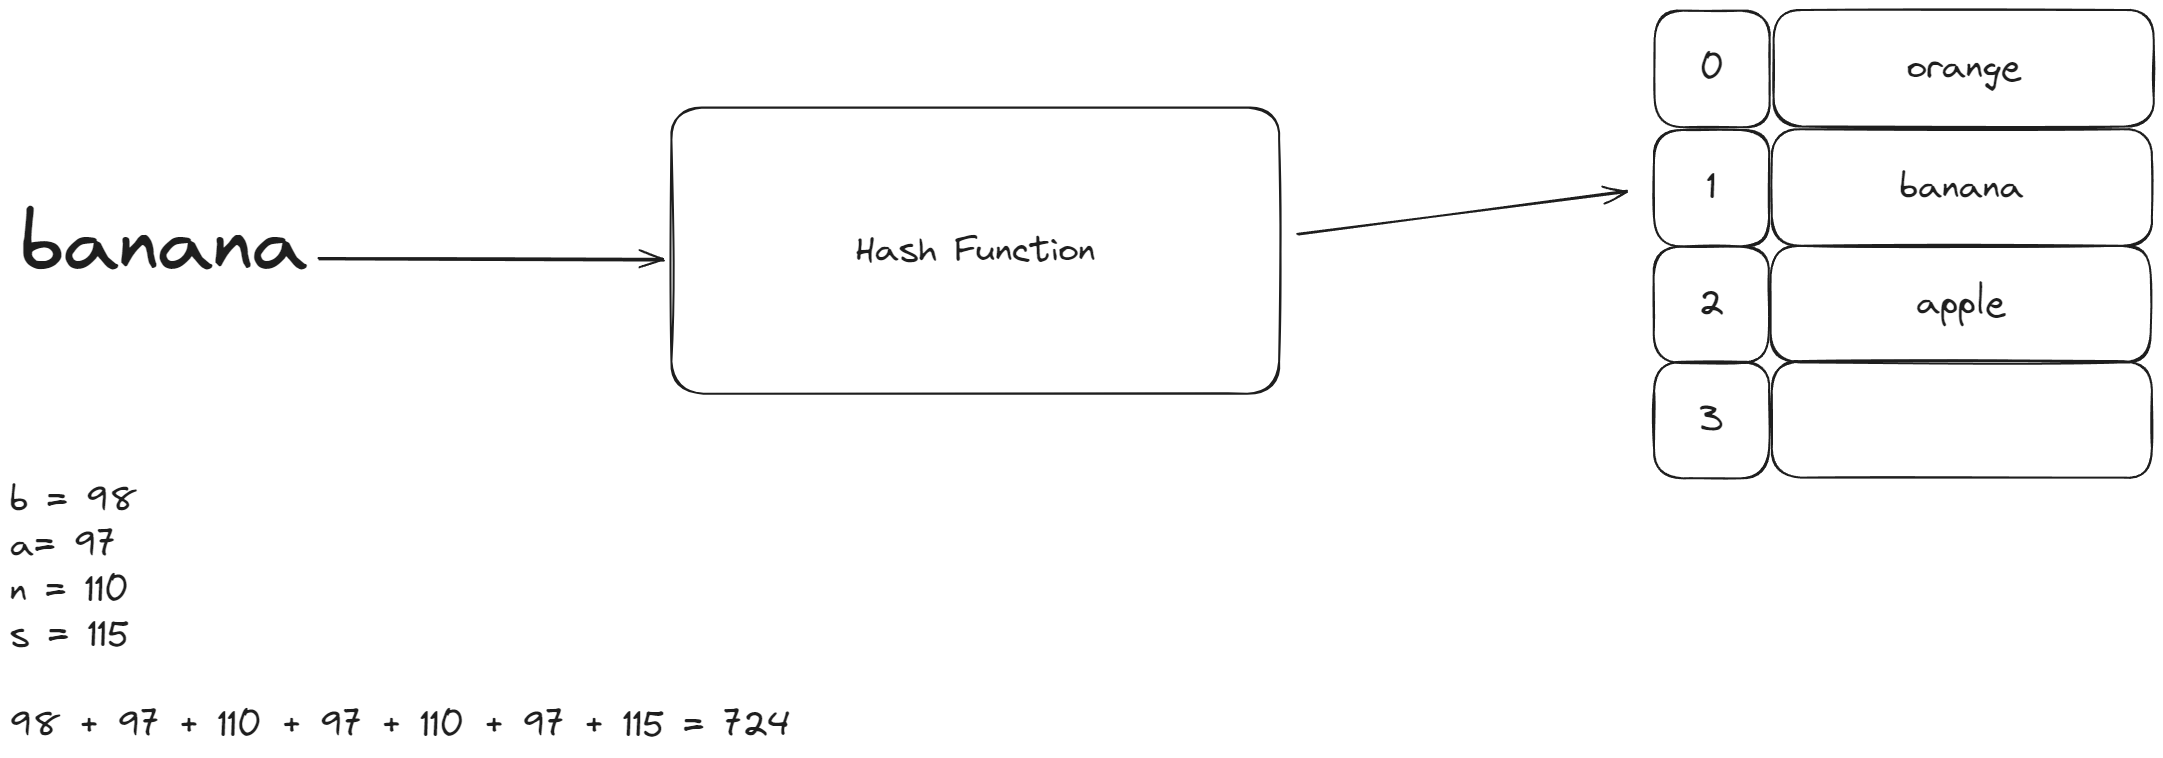 banana
Hash Function
0 orange
1 banana
2 apple
3
b = 98
a= 97
n = 110
s = 115
98 + 97 + 110 + 97 + 110 + 97 + 115 = 724